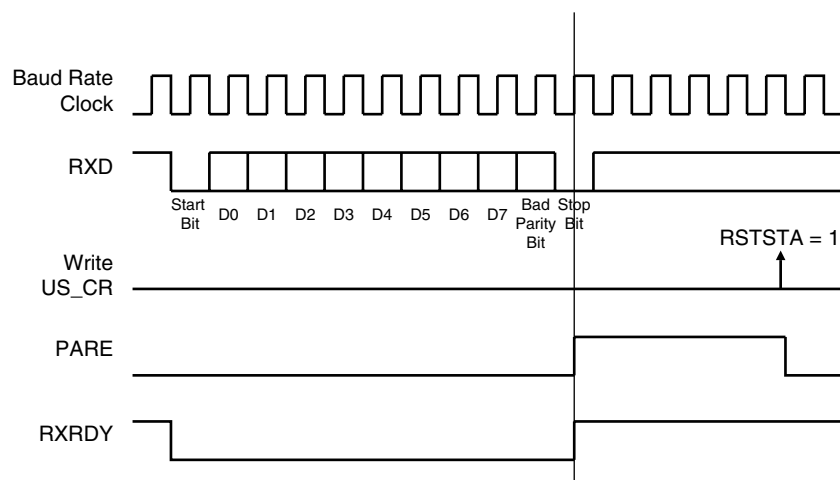 Baud Rate
Clock
RXD
Start
Bit
D0
D1
D2
D3
D4
D5
D6
D7
Bad
Parity
Bit
Stop
Bit
RSTSTA = 1
Write
US_CR
PARE
RXRDY